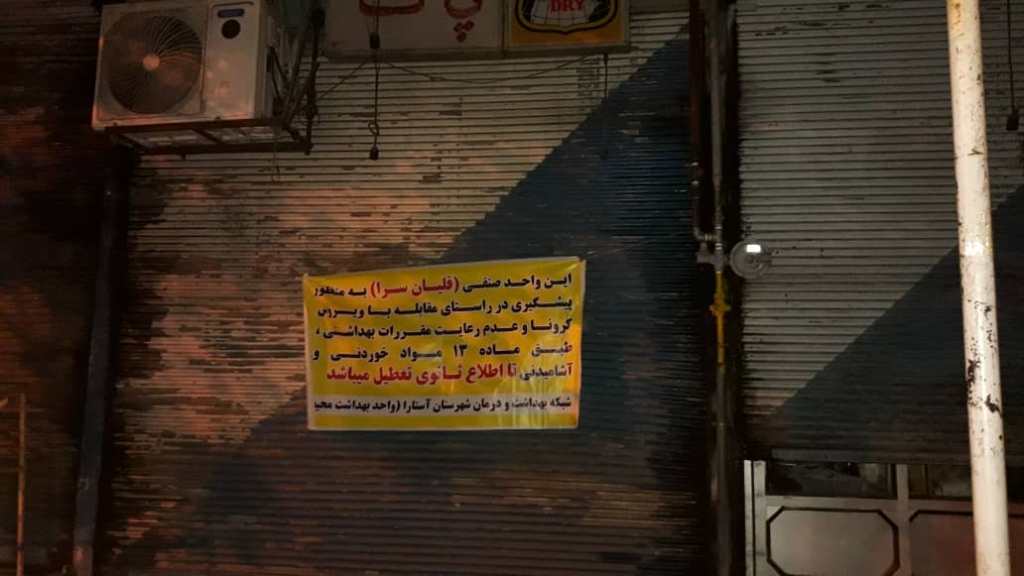 DRY
این واحد صنفی (قلیان سرا) به منظور
پیشگیری در راستای مقابله با ویروس
کرونا و عدم رعایت مقررات بهداشتی ،
طبق ماده ۱۳ مواد خوردنی و
آشامیدنی تا اطلاع ثانوی تعطیل میباشد
شبکه بهداشت و درمان شهرستان آستارا (واحد بهداشت محیط